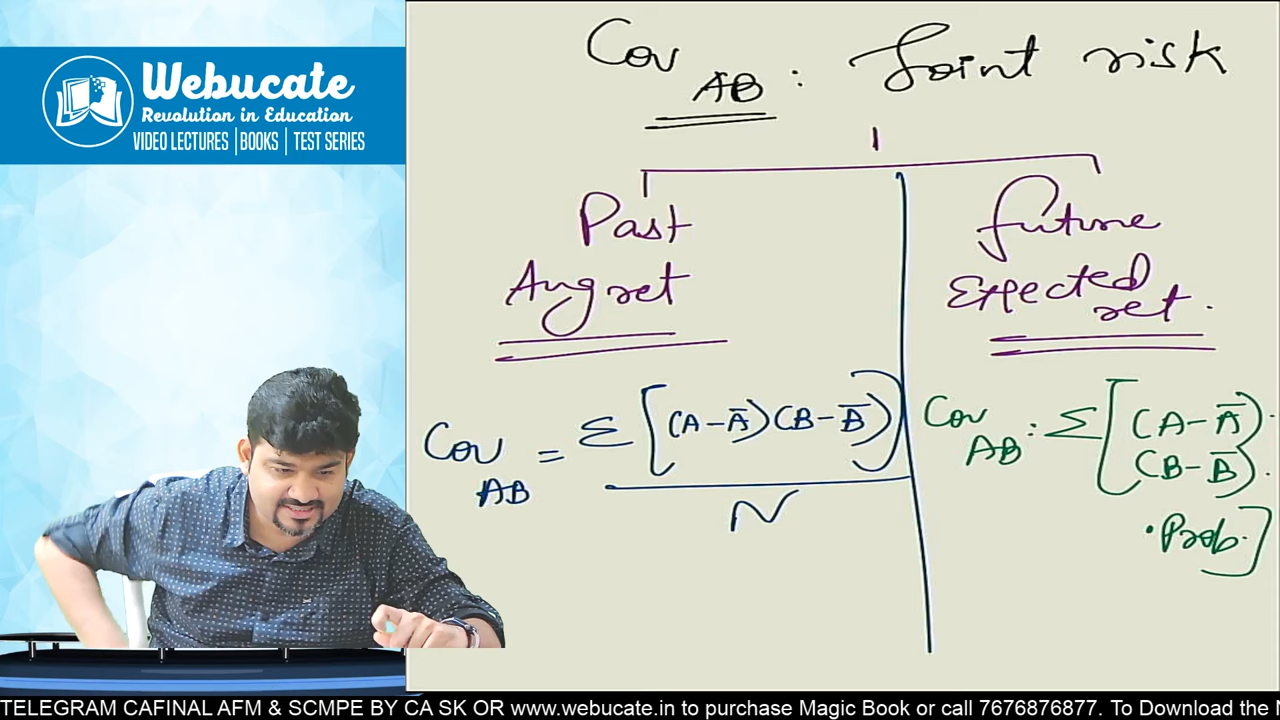 Webucate
Revolution in Education
VIDEO LECTURES | BOOKS | TEST SERIES
Cov AB : Joint risk
Past
Avg ret
Future
Expected
ret.
Cov AB = Σ[(A-A̅)(B-B̅)]
N
Cov AB : Σ[(A-A̅).
(B-B̅).
.Prob.]
TELEGRAM CAFINAL AFM & SCMPE BY CA SK OR www.webucate.in to purchase Magic Book or call 7676876877. To Download the